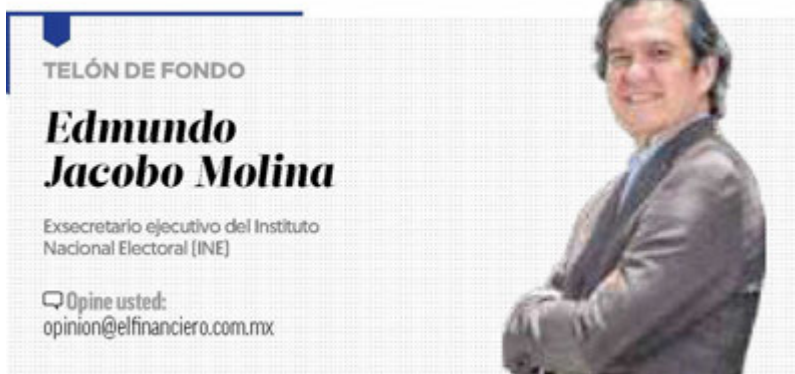 TELÓN DE FONDO
Edmundo
Jacobo Molina
Exsecretario ejecutivo del Instituto
Nacional Electoral (INE)
Opine usted:
opinion@elfinanciero.com.mx